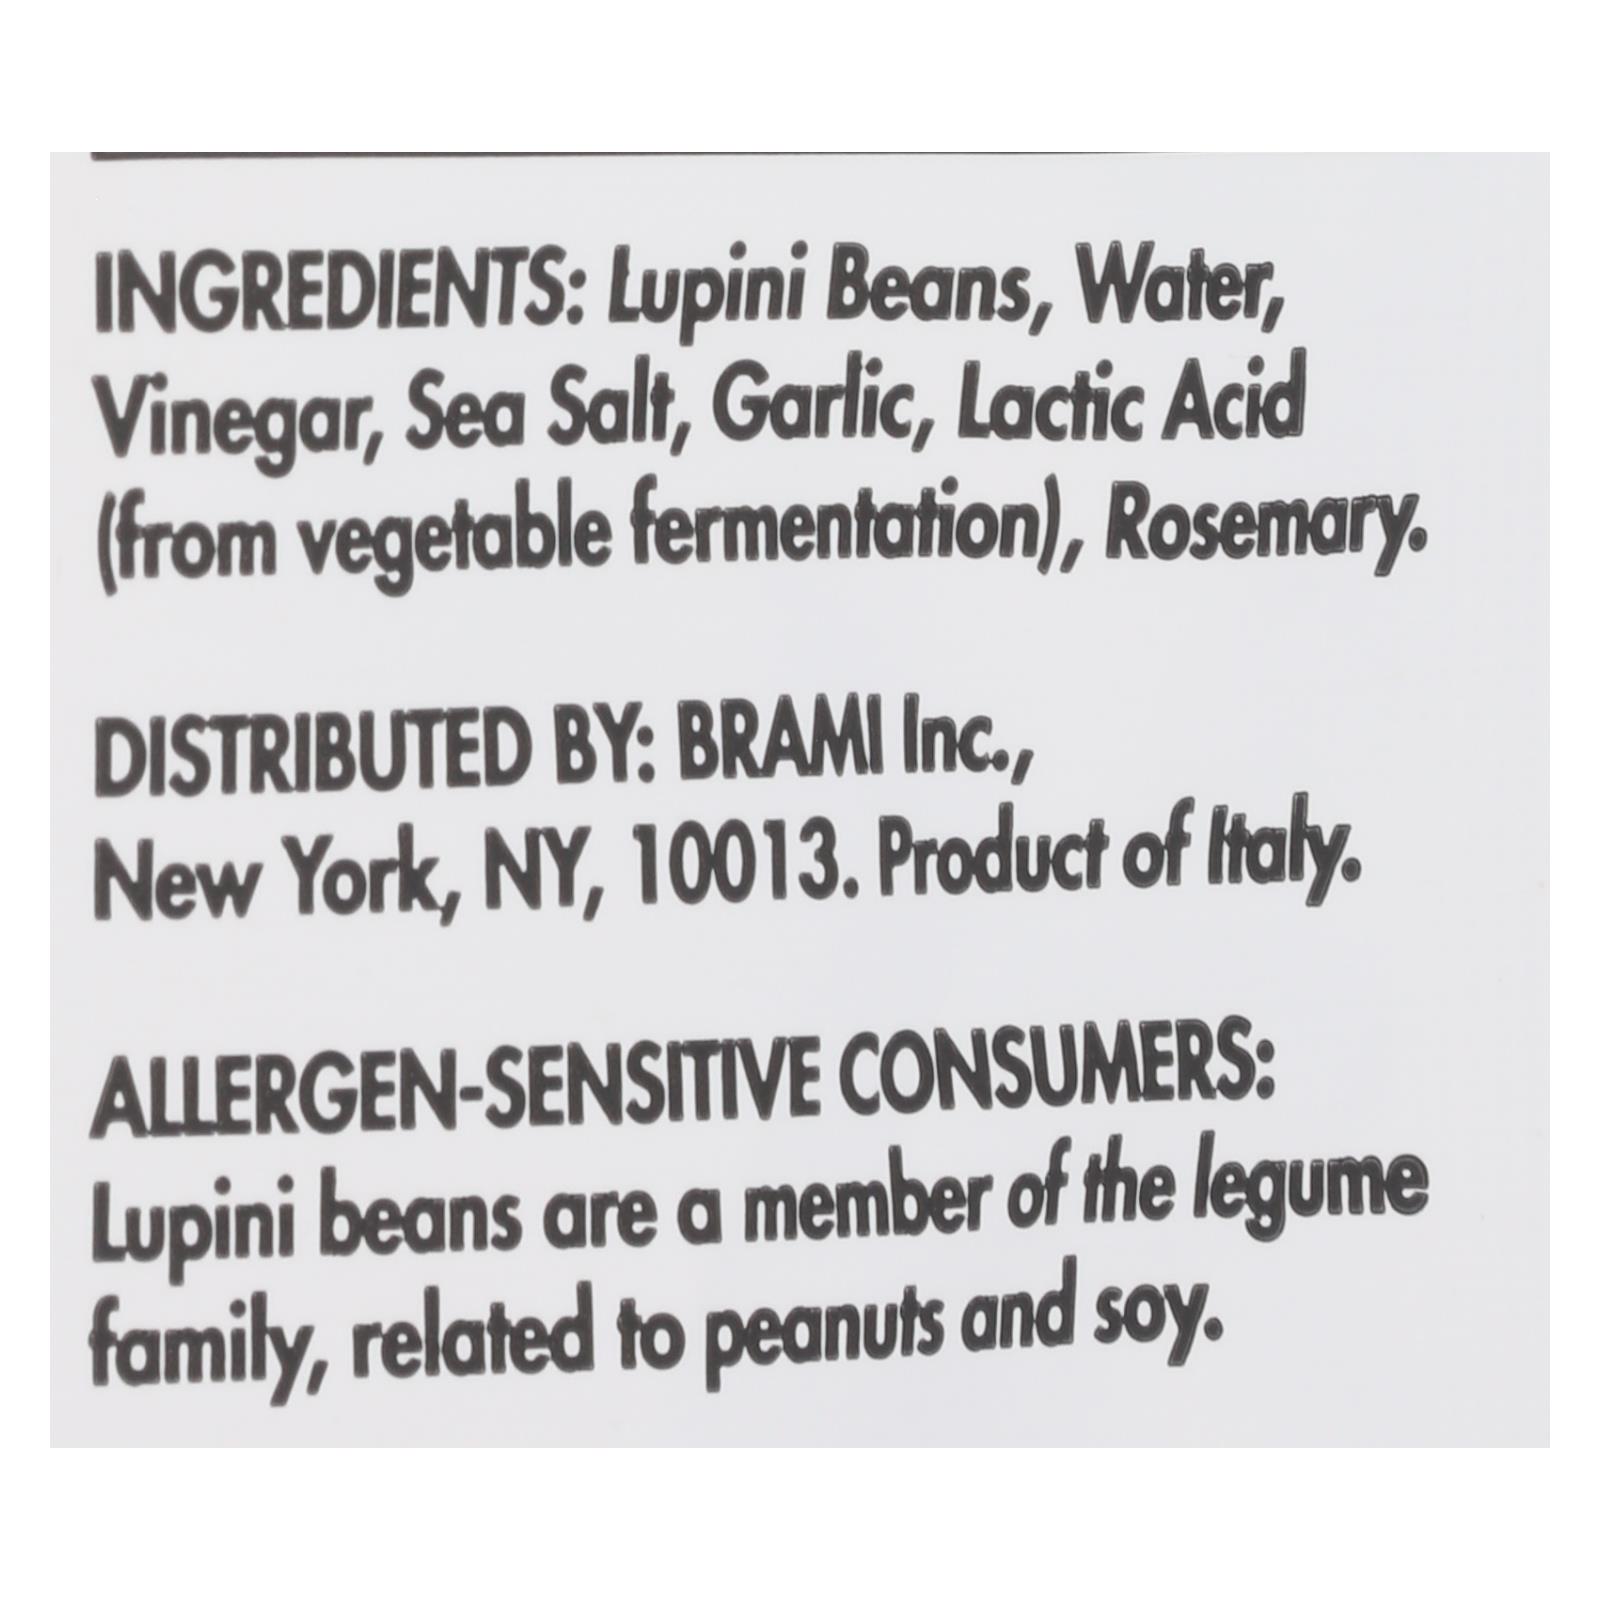 INGREDIENTS: Lupini Beans, Water,
Vinegar, Sea Salt, Garlic, Lactic Acid
(from vegetable fermentation), Rosemary.
DISTRIBUTED BY: BRAMI Inc.,
New York, NY, 10013. Product of Italy.
ALLERGEN-SENSITIVE CONSUMERS:
Lupini beans are a member of the legume
family, related to peanuts and soy.